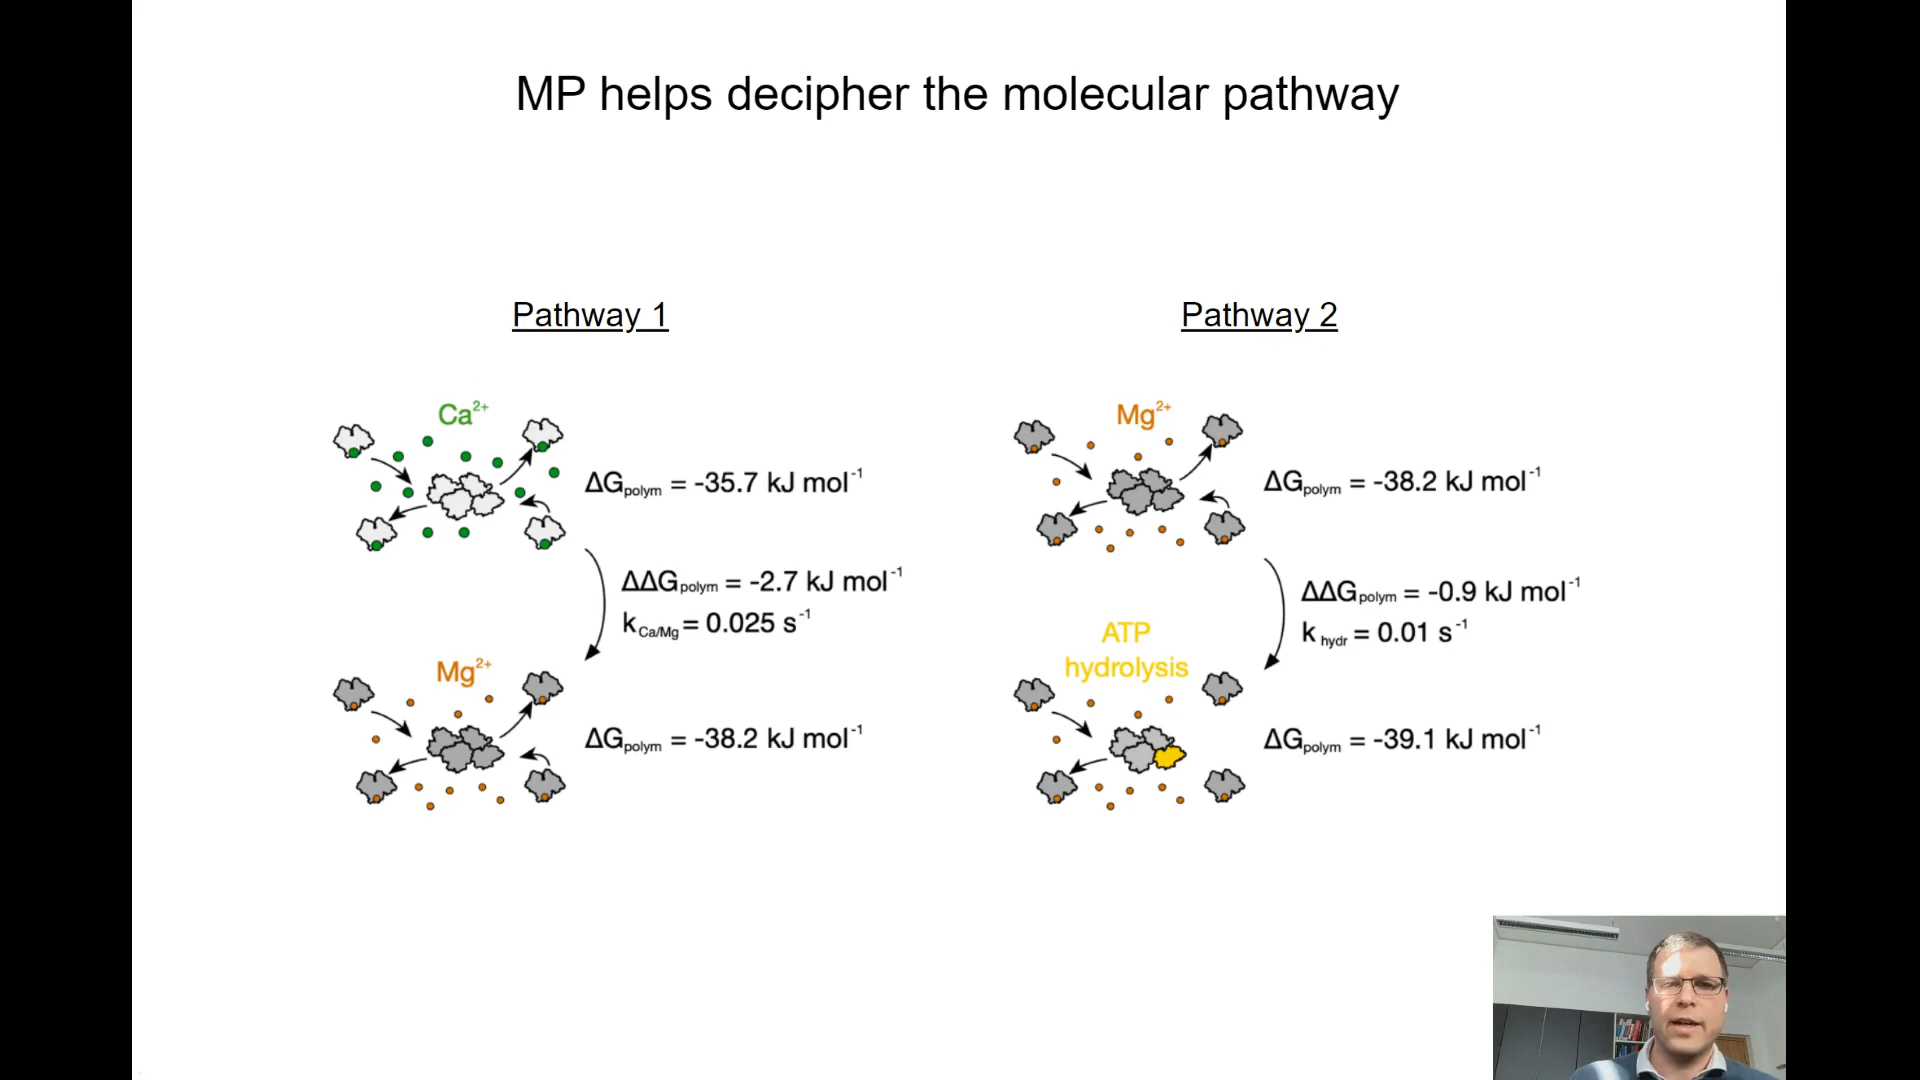 MP helps decipher the molecular pathway
Pathway 1
Ca²⁺
ΔGpolym = -35.7 kJ mol⁻¹
ΔΔGpolym = -2.7 kJ mol⁻¹
kCa/Mg = 0.025 s⁻¹
Mg²⁺
ΔGpolym = -38.2 kJ mol⁻¹
Pathway 2
Mg²⁺
ΔGpolym = -38.2 kJ mol⁻¹
ΔΔGpolym = -0.9 kJ mol⁻¹
k hydr = 0.01 s⁻¹
ATP
hydrolysis
ΔGpolym = -39.1 kJ mol⁻¹